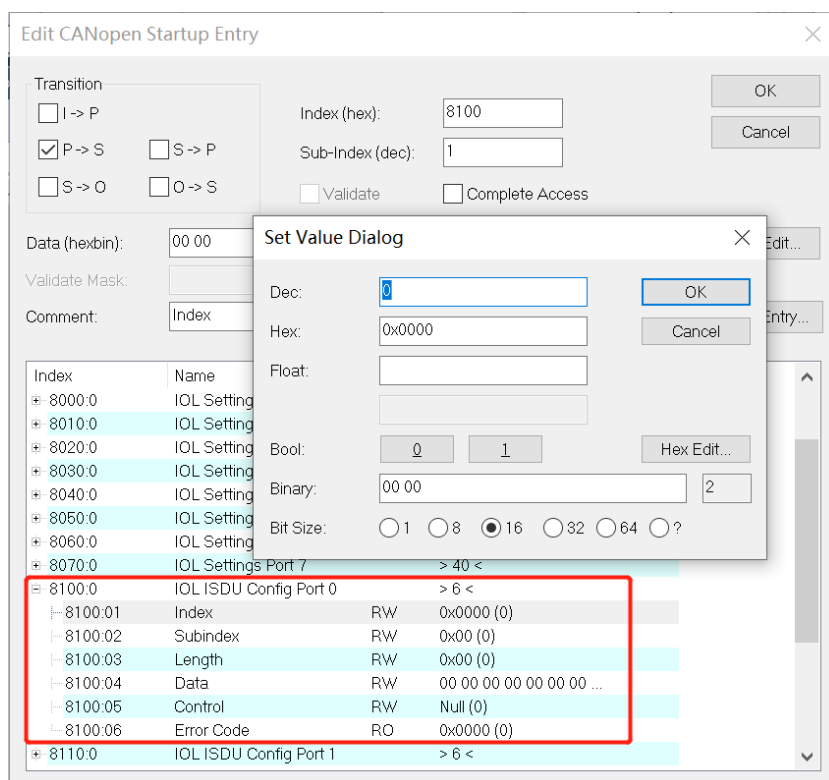 Edit CANopen Startup Entry
Transition
I -> P
P -> S
S -> P
S -> O
O -> S
Index (hex):
8100
Sub-Index (dec):
1
Validate
Complete Access
OK
Cancel
Data (hexbin):
00 00
Edit...
Validate Mask:
Comment:
Index
Entry...
Set Value Dialog
Dec:
0
OK
Hex:
0x0000
Cancel
Float:
Bool:
0
1
Hex Edit...
Binary:
00 00
2
Bit Size:
1
8
16
32
64
?
Index Name
8000:0 IOL Setting
8010:0 IOL Setting
8020:0 IOL Setting
8030:0 IOL Setting
8040:0 IOL Setting
8050:0 IOL Setting
8060:0 IOL Setting
8070:0 IOL Settings Port 7 > 40 <
8100:0 IOL ISDU Config Port 0 > 6 <
8100:01 Index RW 0x0000 (0)
8100:02 Subindex RW 0x00 (0)
8100:03 Length RW 0x00 (0)
8100:04 Data RW 00 00 00 00 00 00 00 ...
8100:05 Control RW Null (0)
8100:06 Error Code RO 0x0000 (0)
8110:0 IOL ISDU Config Port 1 > 6 <